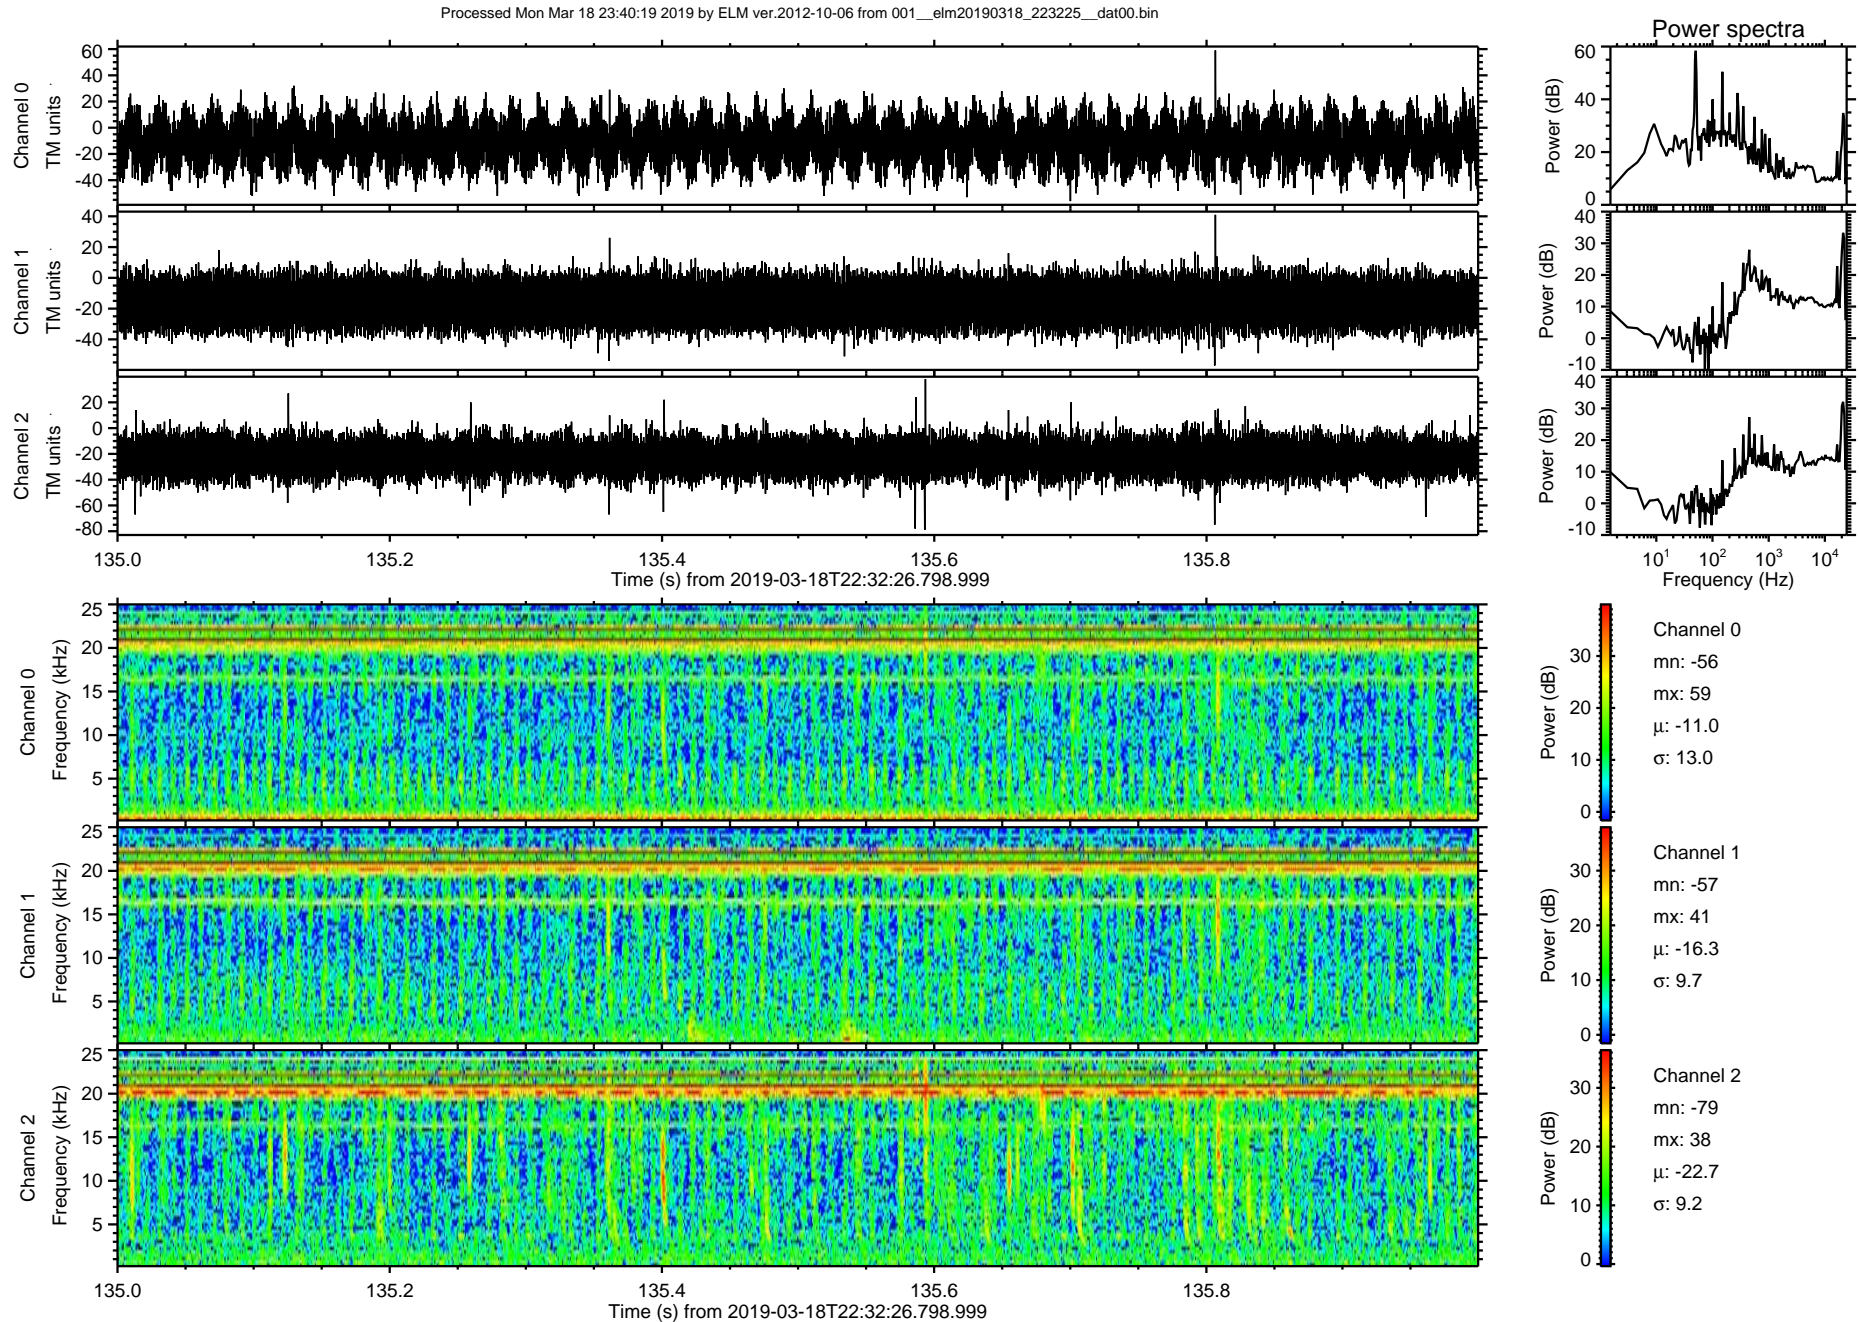 Processed Mon Mar 18 23:40:19 2019 by ELM ver.2012-10-06 from 001__elm20190318_223225__dat00.bin
Power spectra
Channel 0
TM units
60
40
20
0
-20
-40
Power (dB)
60
40
20
0
Channel 1
TM units
40
20
0
-20
-40
Power (dB)
40
30
20
10
0
-10
Channel 2
TM units
20
0
-20
-40
-60
-80
Power (dB)
40
30
20
10
0
-10
135.0 135.2 135.4 135.6 135.8
Time (s) from 2019-03-18T22:32:26.798.999
10^1 10^2 10^3 10^4
Frequency (Hz)
Channel 0
Frequency (kHz)
25
20
15
10
5
Power (dB)
30
20
10
0
Channel 0
mn: -56
mx: 59
µ: -11.0
σ: 13.0
Channel 1
Frequency (kHz)
25
20
15
10
5
Power (dB)
30
20
10
0
Channel 1
mn: -57
mx: 41
µ: -16.3
σ: 9.7
Channel 2
Frequency (kHz)
25
20
15
10
5
Power (dB)
30
20
10
0
Channel 2
mn: -79
mx: 38
µ: -22.7
σ: 9.2
135.0 135.2 135.4 135.6 135.8
Time (s) from 2019-03-18T22:32:26.798.999